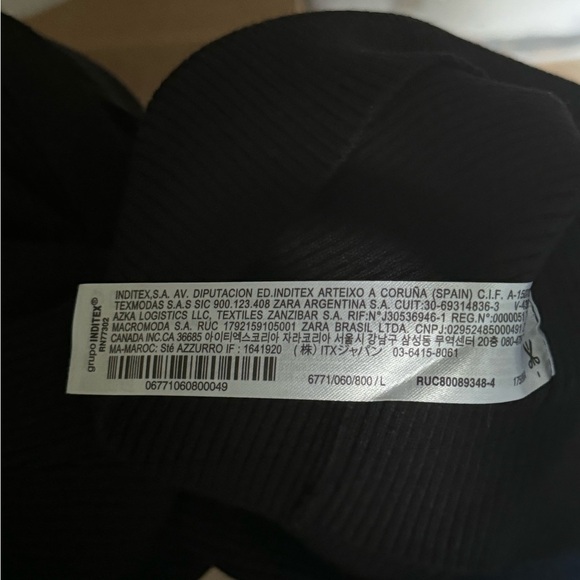 grupo INDITEX®
RN77302
INDITEX,S.A. AV. DIPUTACION ED.INDITEX ARTEIXO A CORUÑA (SPAIN) C.I.F.
TEXMODAS S.A.S SIC 900.123.408 ZARA ARGENTINA S.A. CUIT:30-69314836-3
AZKA LOGISTICS LLC, TEXTILES ZANZIBAR S.A. RIF:N°J30536946-1
MACROMODA S.A. RUC 1792159105001 ZARA BRASIL LTDA. CNPJ:
CANADA INC.CA 36685 아이티엑스코리아 자라코리아 서울시 강남구 삼성동 무역센터 20층
MA-MAROC: Sté AZZURRO IF : 1641920 (株) ITXジャパン 03-6415-8061
06771060800049 6771/060/800/L RUC80089348-4